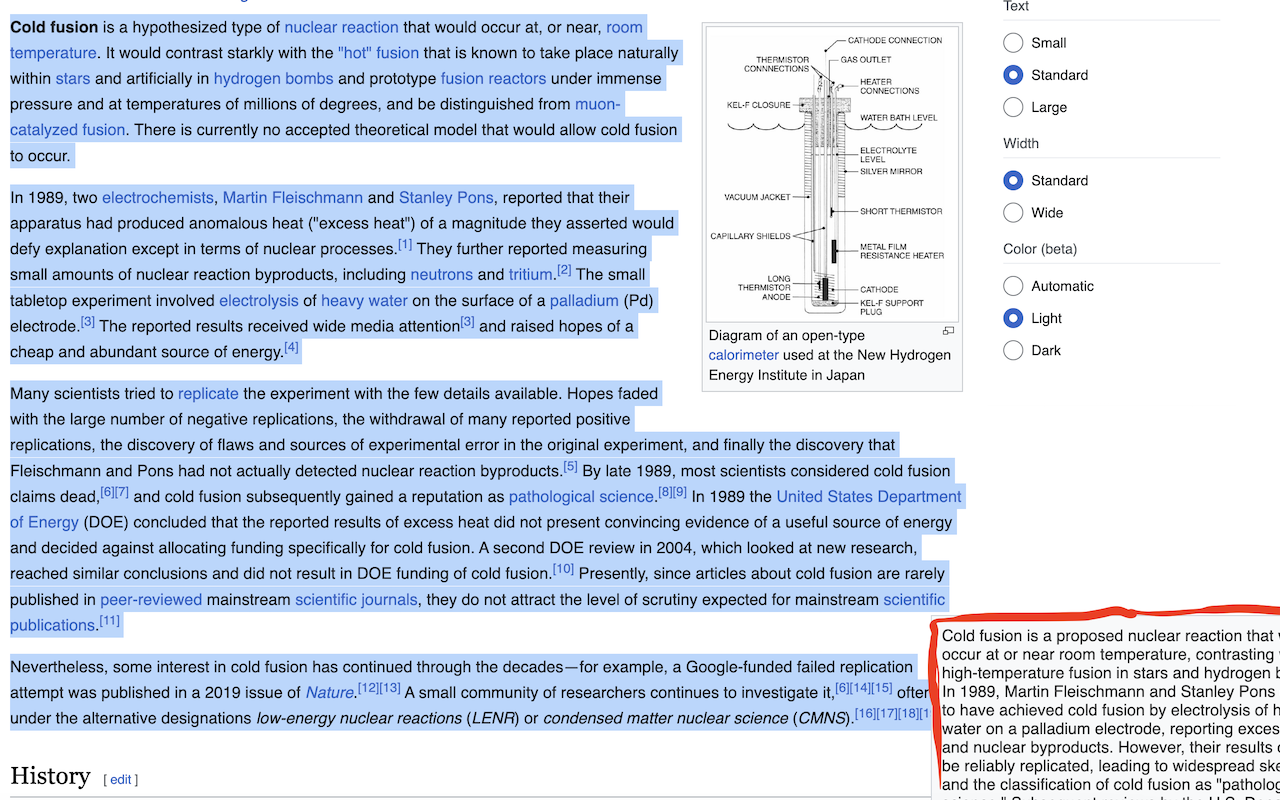 Cold fusion is a hypothesized type of nuclear reaction that would occur at, or near, room
temperature. It would contrast starkly with the "hot" fusion that is known to take place naturally
within stars and artificially in hydrogen bombs and prototype fusion reactors under immense
pressure and at temperatures of millions of degrees, and be distinguished from muon-
catalyzed fusion. There is currently no accepted theoretical model that would allow cold fusion
to occur.
In 1989, two electrochemists, Martin Fleischmann and Stanley Pons, reported that their
apparatus had produced anomalous heat ("excess heat") of a magnitude they asserted would
defy explanation except in terms of nuclear processes.[1] They further reported measuring
small amounts of nuclear reaction byproducts, including neutrons and tritium.[2] The small
tabletop experiment involved electrolysis of heavy water on the surface of a palladium (Pd)
electrode.[3] The reported results received wide media attention[3] and raised hopes of a
cheap and abundant source of energy.[4]
Many scientists tried to replicate the experiment with the few details available. Hopes faded
with the large number of negative replications, the withdrawal of many reported positive
replications, the discovery of flaws and sources of experimental error in the original experiment, and finally the discovery that
Fleischmann and Pons had not actually detected nuclear reaction byproducts.[5] By late 1989, most scientists considered cold fusion
claims dead,[6][7] and cold fusion subsequently gained a reputation as pathological science.[8][9] In 1989 the United States Department
of Energy (DOE) concluded that the reported results of excess heat did not present convincing evidence of a useful source of energy
and decided against allocating funding specifically for cold fusion. A second DOE review in 2004, which looked at new research,
reached similar conclusions and did not result in DOE funding of cold fusion.[10] Presently, since articles about cold fusion are rarely
published in peer-reviewed mainstream scientific journals, they do not attract the level of scrutiny expected for mainstream scientific
publications.[11]
Nevertheless, some interest in cold fusion has continued through the decades—for example, a Google-funded failed replication
attempt was published in a 2019 issue of Nature.[12][13] A small community of researchers continues to investigate it,[6][14][15] often
under the alternative designations low-energy nuclear reactions (LENR) or condensed matter nuclear science (CMNS).[16][17][18]
History [ edit ]
CATHODE CONNECTION
THERMISTOR
CONNNECTIONS
GAS OUTLET
HEATER
CONNECTIONS
KEL-F CLOSURE
WATER BATH LEVEL
ELECTROLYTE
LEVEL
SILVER MIRROR
VACUUM JACKET
SHORT THERMISTOR
CAPILLARY SHIELDS
METAL FILM
RESISTANCE HEATER
LONG
THERMISTOR
ANODE
CATHODE
KEL-F SUPPORT
PLUG
Diagram of an open-type
calorimeter used at the New Hydrogen
Energy Institute in Japan
Text
Small
Standard
Large
Width
Standard
Wide
Color (beta)
Automatic
Light
Dark
Cold fusion is a proposed nuclear reaction that
occur at or near room temperature, contrasting
high-temperature fusion in stars and hydrogen
In 1989, Martin Fleischmann and Stanley Pons
to have achieved cold fusion by electrolysis of
water on a palladium electrode, reporting
and nuclear byproducts. However, their results
be reliably replicated, leading to widespread
and the classification of cold fusion as